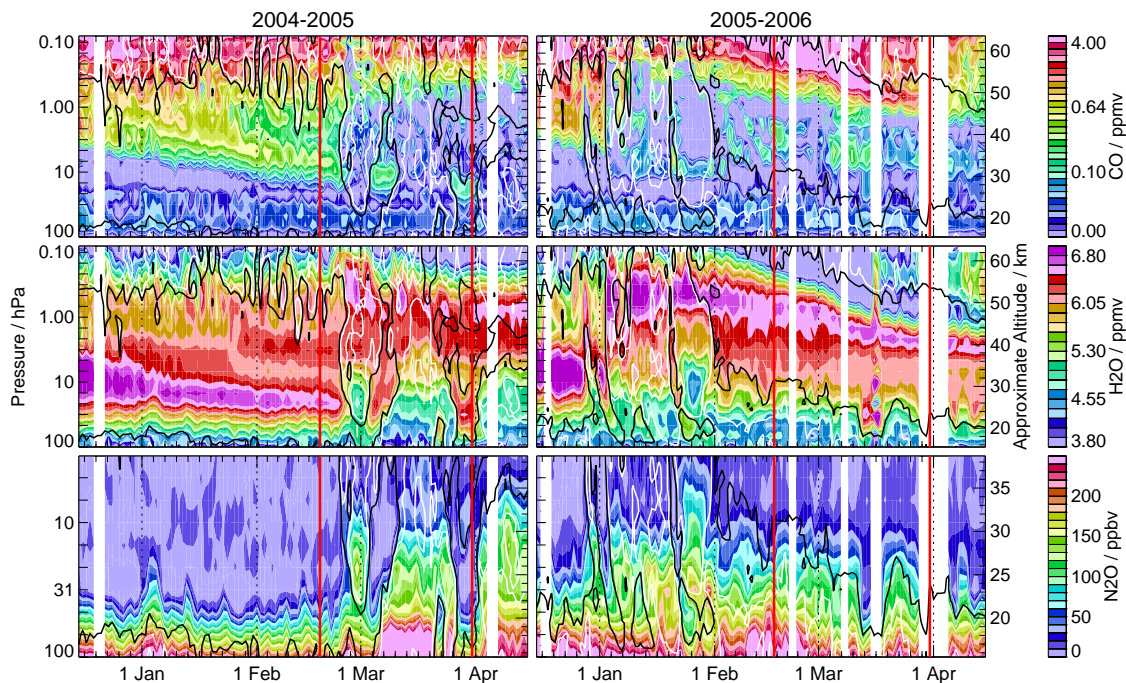 2004-2005 2005-2006
0.10 60 4.00
1.00 50 0.64
40
10 30 0.10
100 20 0.00
CO / ppmv
0.10 60 6.80
1.00 50 6.05
40 5.30
10 30 4.55
100 20 3.80
Pressure / hPa
Approximate Altitude / km
H2O / ppmv
35 200
10 30 150
31 25 100
20 50
100 0
N2O / ppbv
1 Jan 1 Feb 1 Mar 1 Apr 1 Jan 1 Feb 1 Mar 1 Apr